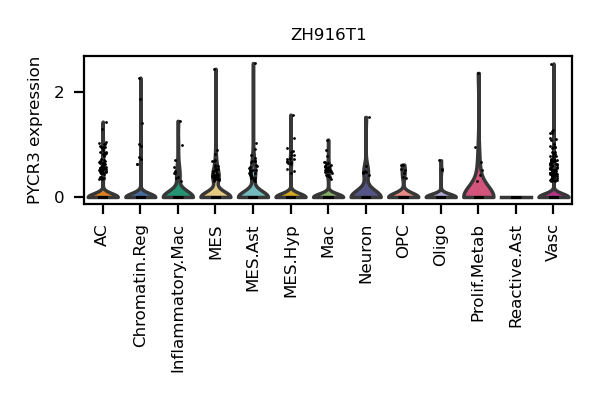 ZH916T1
PYCR3 expression
2
0
AC
Chromatin.Reg
Inflammatory.Mac
MES
MES.Ast
MES.Hyp
Mac
Neuron
OPC
Oligo
Prolif.Metab
Reactive.Ast
Vasc